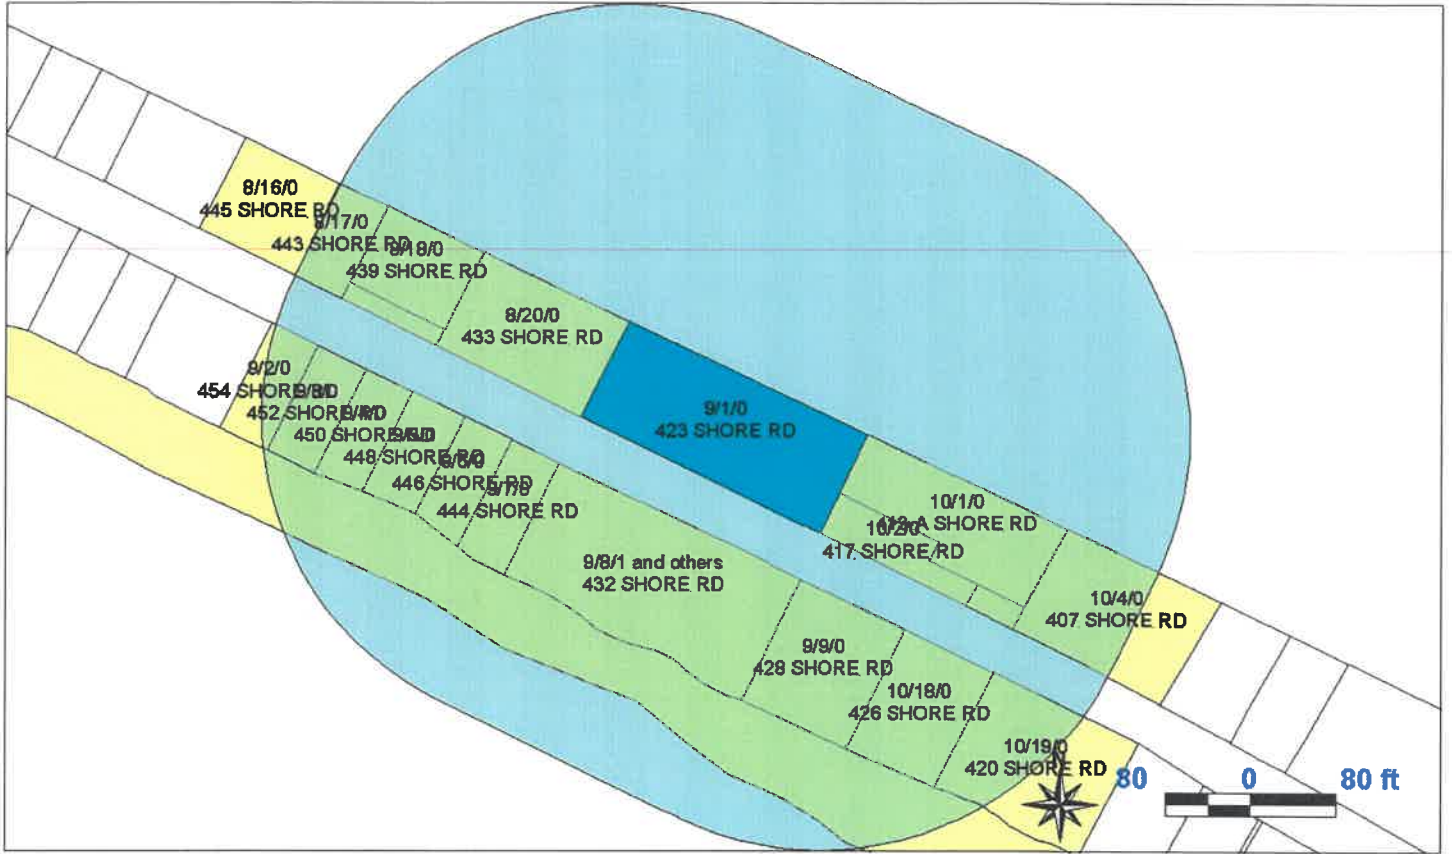 8/16/0
445 SHORE RD
8/17/0
443 SHORE RD
8/18/0
439 SHORE RD
8/20/0
433 SHORE RD
9/1/0
423 SHORE RD
9/2/0
454 SHORE RD
452 SHORE RD
450 SHORE RD
448 SHORE RD
446 SHORE RD
9/7/0
444 SHORE RD
10/1/0
SHORE RD
10/2/0
417 SHORE RD
9/8/1 and others
432 SHORE RD
10/4/0
407 SHORE RD
9/9/0
428 SHORE RD
10/18/0
426 SHORE RD
10/19/0
420 SHORE RD
N
80 0 80 ft